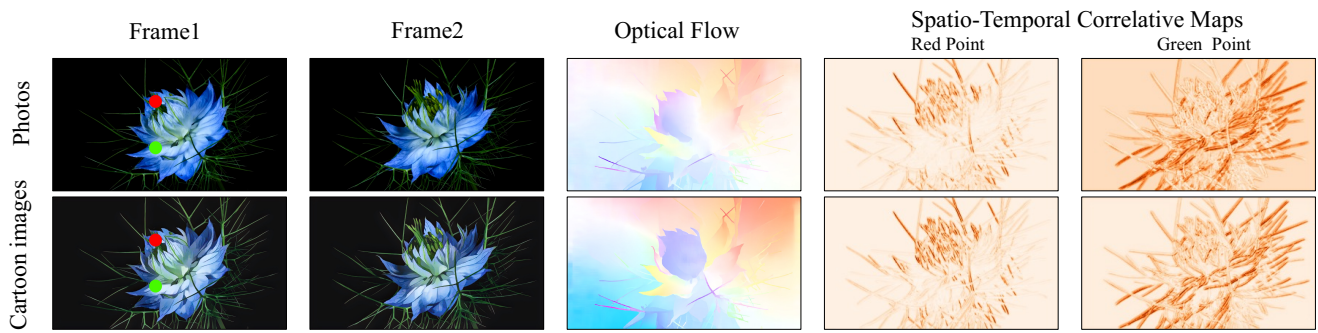 Frame1
Frame2
Optical Flow
Spatio-Temporal Correlative Maps
Red Point
Green Point
Photos
Cartoon images